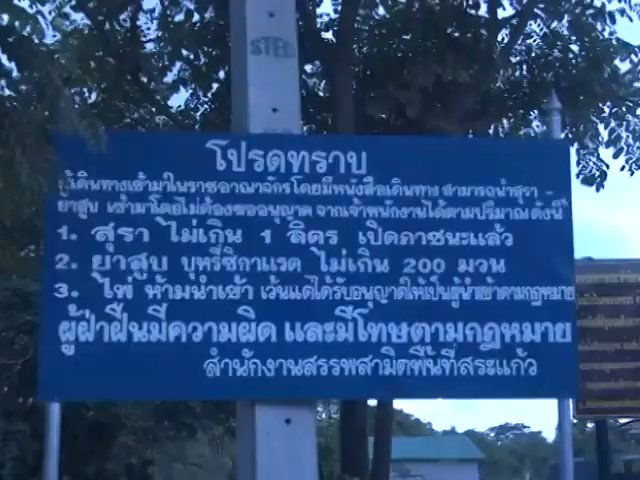 STEC
โปรดทราบ
ผู้เดินทางเข้ามาในราชอาณาจักรโดยมีหนังสือเดินทาง สามารถนำสุรา -
ยาสูบ เข้ามาโดยไม่ต้องขออนุญาต จากเจ้าพนักงานได้ตามปริมาณดังนี้
1. สุรา ไม่เกิน 1 ลิตร เปิดภาชนะแล้ว
2. ยาสูบ บุหรี่ซิกาแรต ไม่เกิน 200 มวน
3. ไพ่ ห้ามนำเข้า เว้นแต่ได้รับอนุญาตให้เป็นผู้นำเข้าตามกฎหมาย
ผู้ฝ่าฝืนมีความผิด และมีโทษตามกฎหมาย
สำนักงานสรรพสามิตพื้นที่สระแก้ว